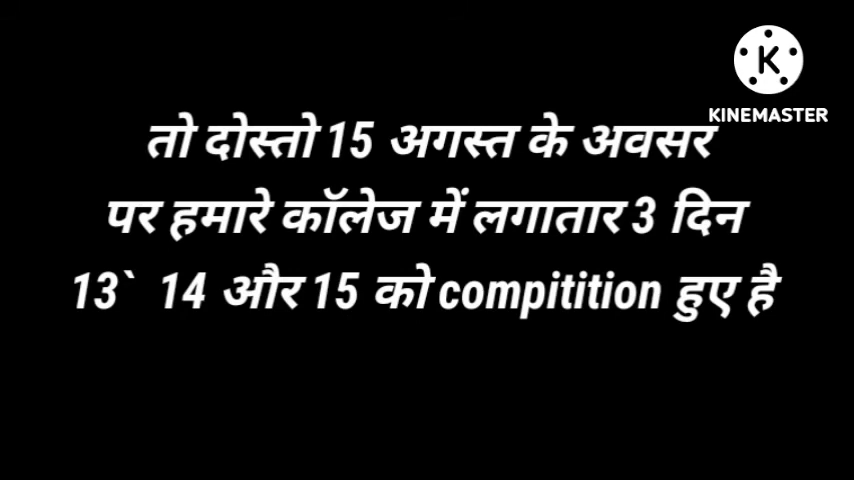 KINEMASTER
तो दोस्तो 15 अगस्त के अवसर
पर हमारे कॉलेज में लगातार 3 दिन
13` 14 और 15 को compitition हुए है